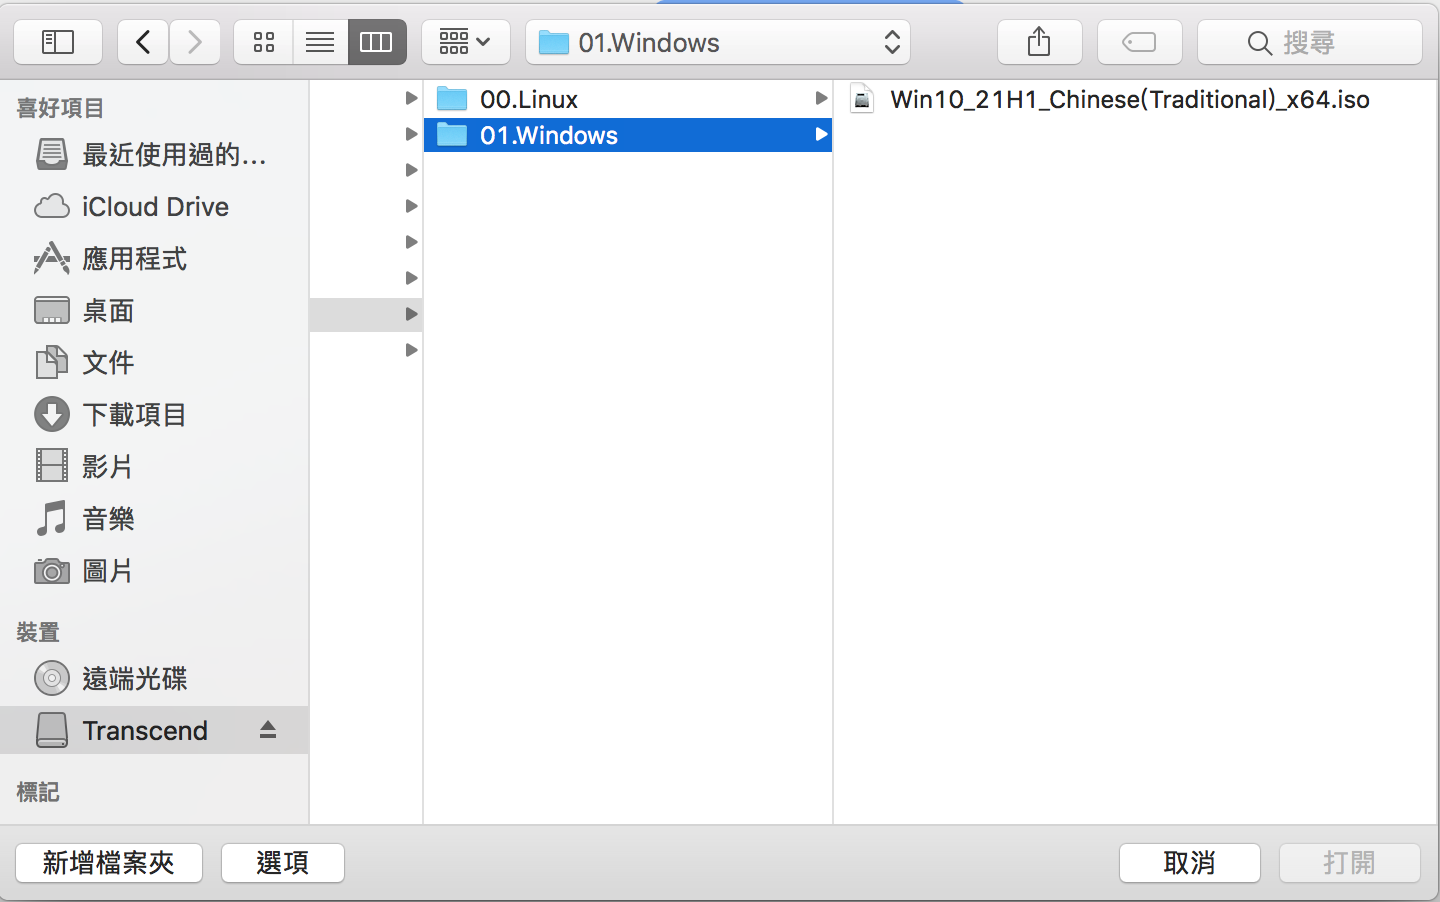 01.Windows
搜尋
喜好項目
最近使用過的…
iCloud Drive
應用程式
桌面
文件
下載項目
影片
音樂
圖片
裝置
遠端光碟
Transcend
標記
00.Linux
01.Windows
Win10_21H1_Chinese(Traditional)_x64.iso
新增檔案夾
選項
取消
打開